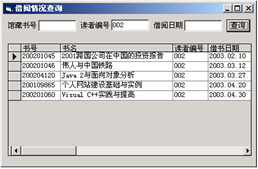 借阅情况查询
馆藏书号 读者编号 002 借阅日期 查询
书号 书名 读者编号 借书日期
200201045 2001跨国公司在中国的投资报告 002 2003.02.10
200201046 伟人与中国铁路 002 2003.03.12
200204120 Java 2与面向对象分析 002 2003.03.27
200109865 个人网站建设基础与实例 002 2003.04.20
200201060 Visual C++实践与提高 002 2003.04.30